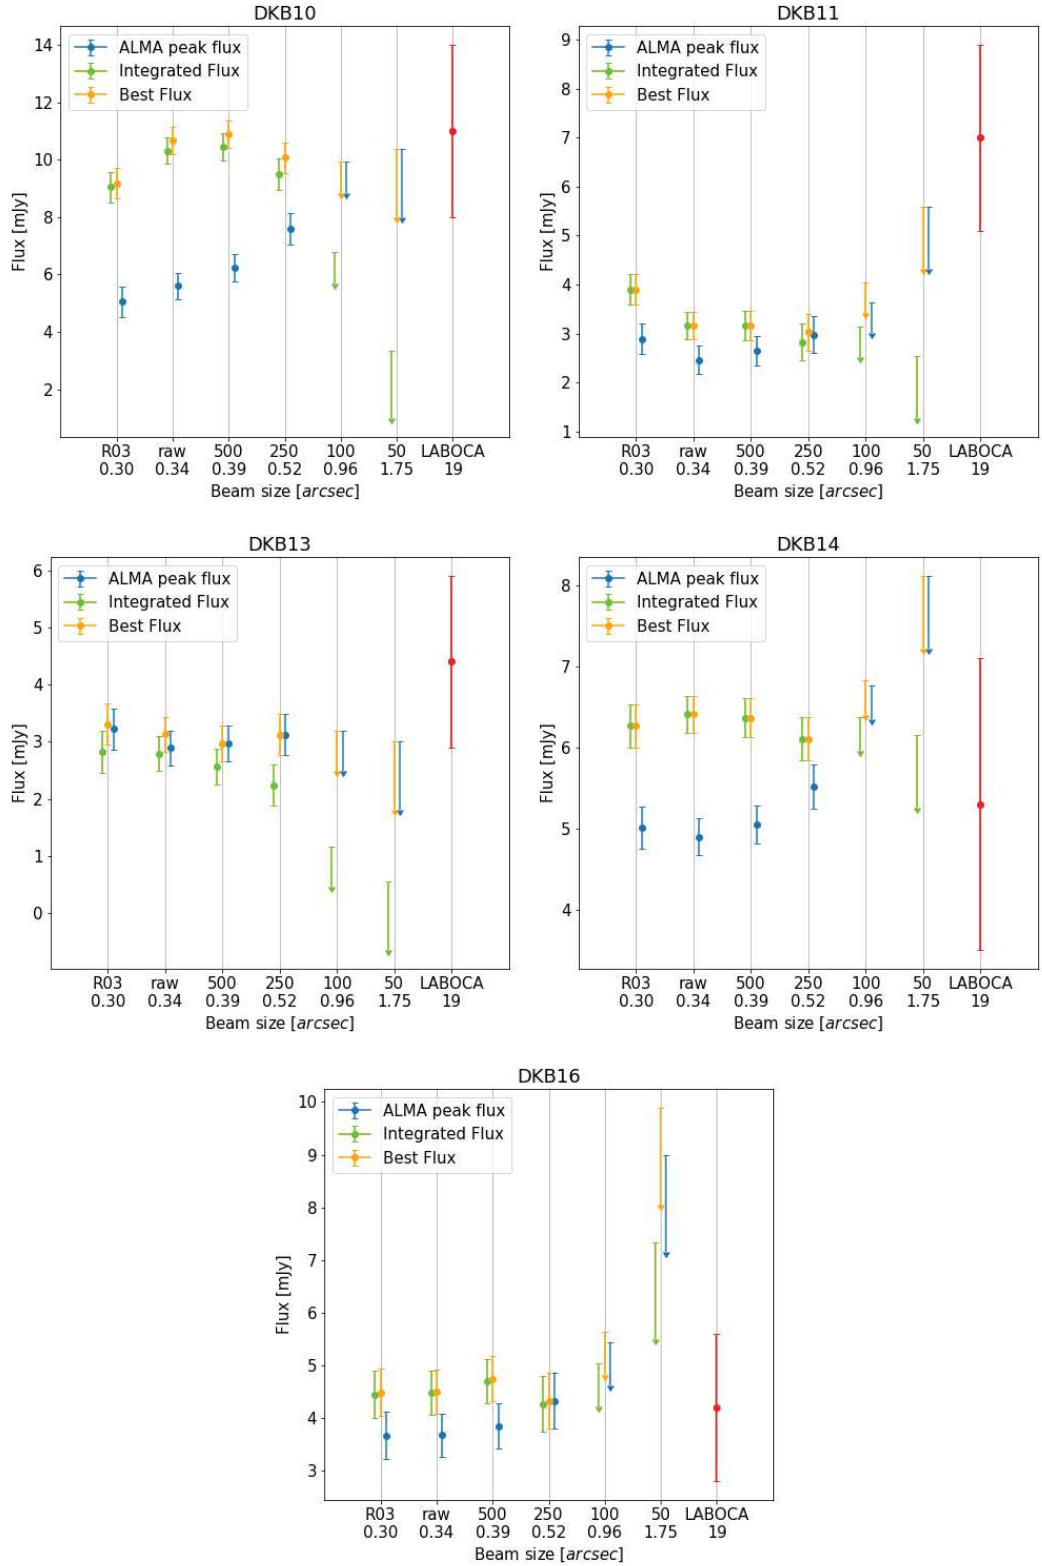 DKB10
ALMA peak flux
Integrated Flux
Best Flux
14
12
10
8
6
4
2
Flux [mJy]
R03 raw 500 250 100 50 LABOCA
0.30 0.34 0.39 0.52 0.96 1.75 19
Beam size [arcsec]
DKB11
ALMA peak flux
Integrated Flux
Best Flux
9
8
7
6
5
4
3
2
1
Flux [mJy]
R03 raw 500 250 100 50 LABOCA
0.30 0.34 0.39 0.52 0.96 1.75 19
Beam size [arcsec]
DKB13
ALMA peak flux
Integrated Flux
Best Flux
6
5
4
3
2
1
0
Flux [mJy]
R03 raw 500 250 100 50 LABOCA
0.30 0.34 0.39 0.52 0.96 1.75 19
Beam size [arcsec]
DKB14
ALMA peak flux
Integrated Flux
Best Flux
8
7
6
5
4
Flux [mJy]
R03 raw 500 250 100 50 LABOCA
0.30 0.34 0.39 0.52 0.96 1.75 19
Beam size [arcsec]
DKB16
ALMA peak flux
Integrated Flux
Best Flux
10
9
8
7
6
5
4
3
Flux [mJy]
R03 raw 500 250 100 50 LABOCA
0.30 0.34 0.39 0.52 0.96 1.75 19
Beam size [arcsec]